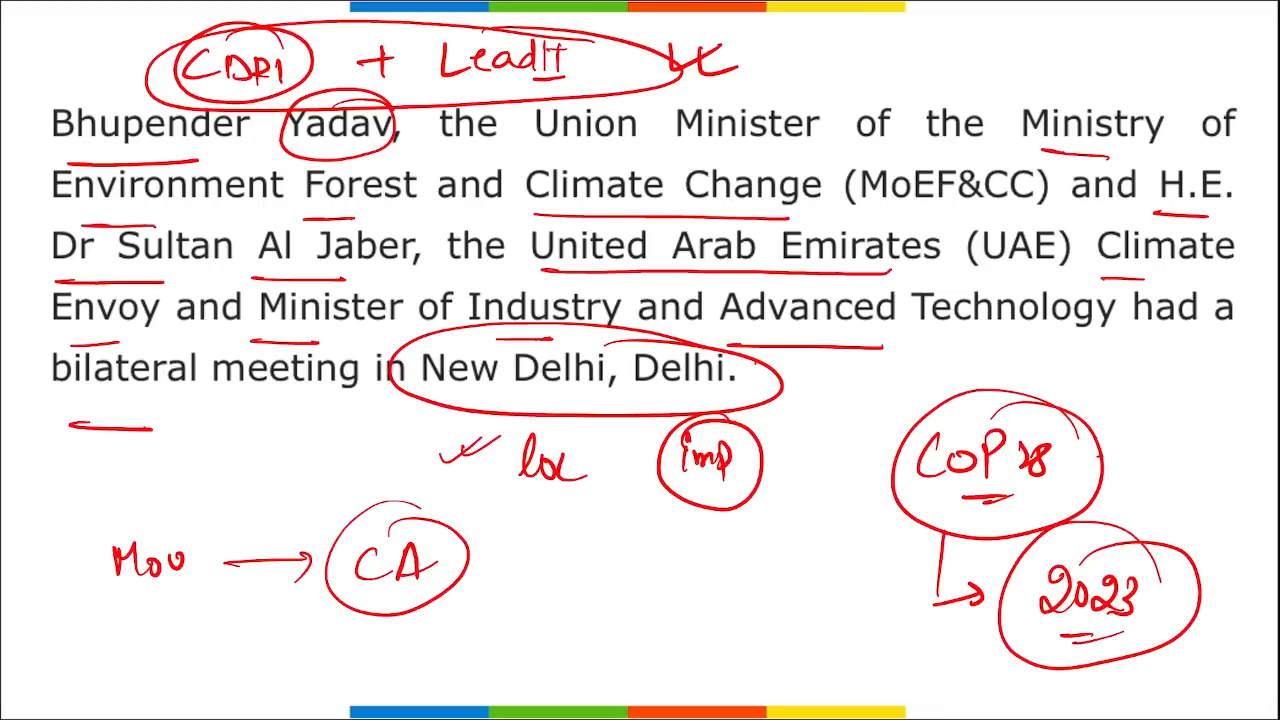 CDRI + LeadIT
Bhupender Yadav, the Union Minister of the Ministry of
Environment Forest and Climate Change (MoEF&CC) and H.E.
Dr Sultan Al Jaber, the United Arab Emirates (UAE) Climate
Envoy and Minister of Industry and Advanced Technology had a
bilateral meeting in New Delhi, Delhi.
imp COP 28
MoU → CA
2023